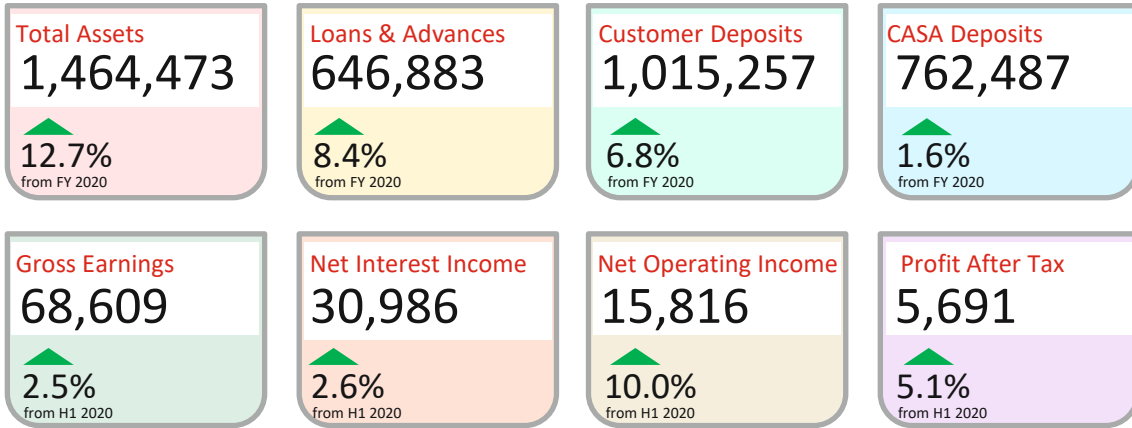 Total Assets
1,464,473
12.7%
from FY 2020
Loans & Advances
646,883
8.4%
from FY 2020
Customer Deposits
1,015,257
6.8%
from FY 2020
CASA Deposits
762,487
1.6%
from FY 2020
Gross Earnings
68,609
2.5%
from H1 2020
Net Interest Income
30,986
2.6%
from H1 2020
Net Operating Income
15,816
10.0%
from H1 2020
Profit After Tax
5,691
5.1%
from H1 2020